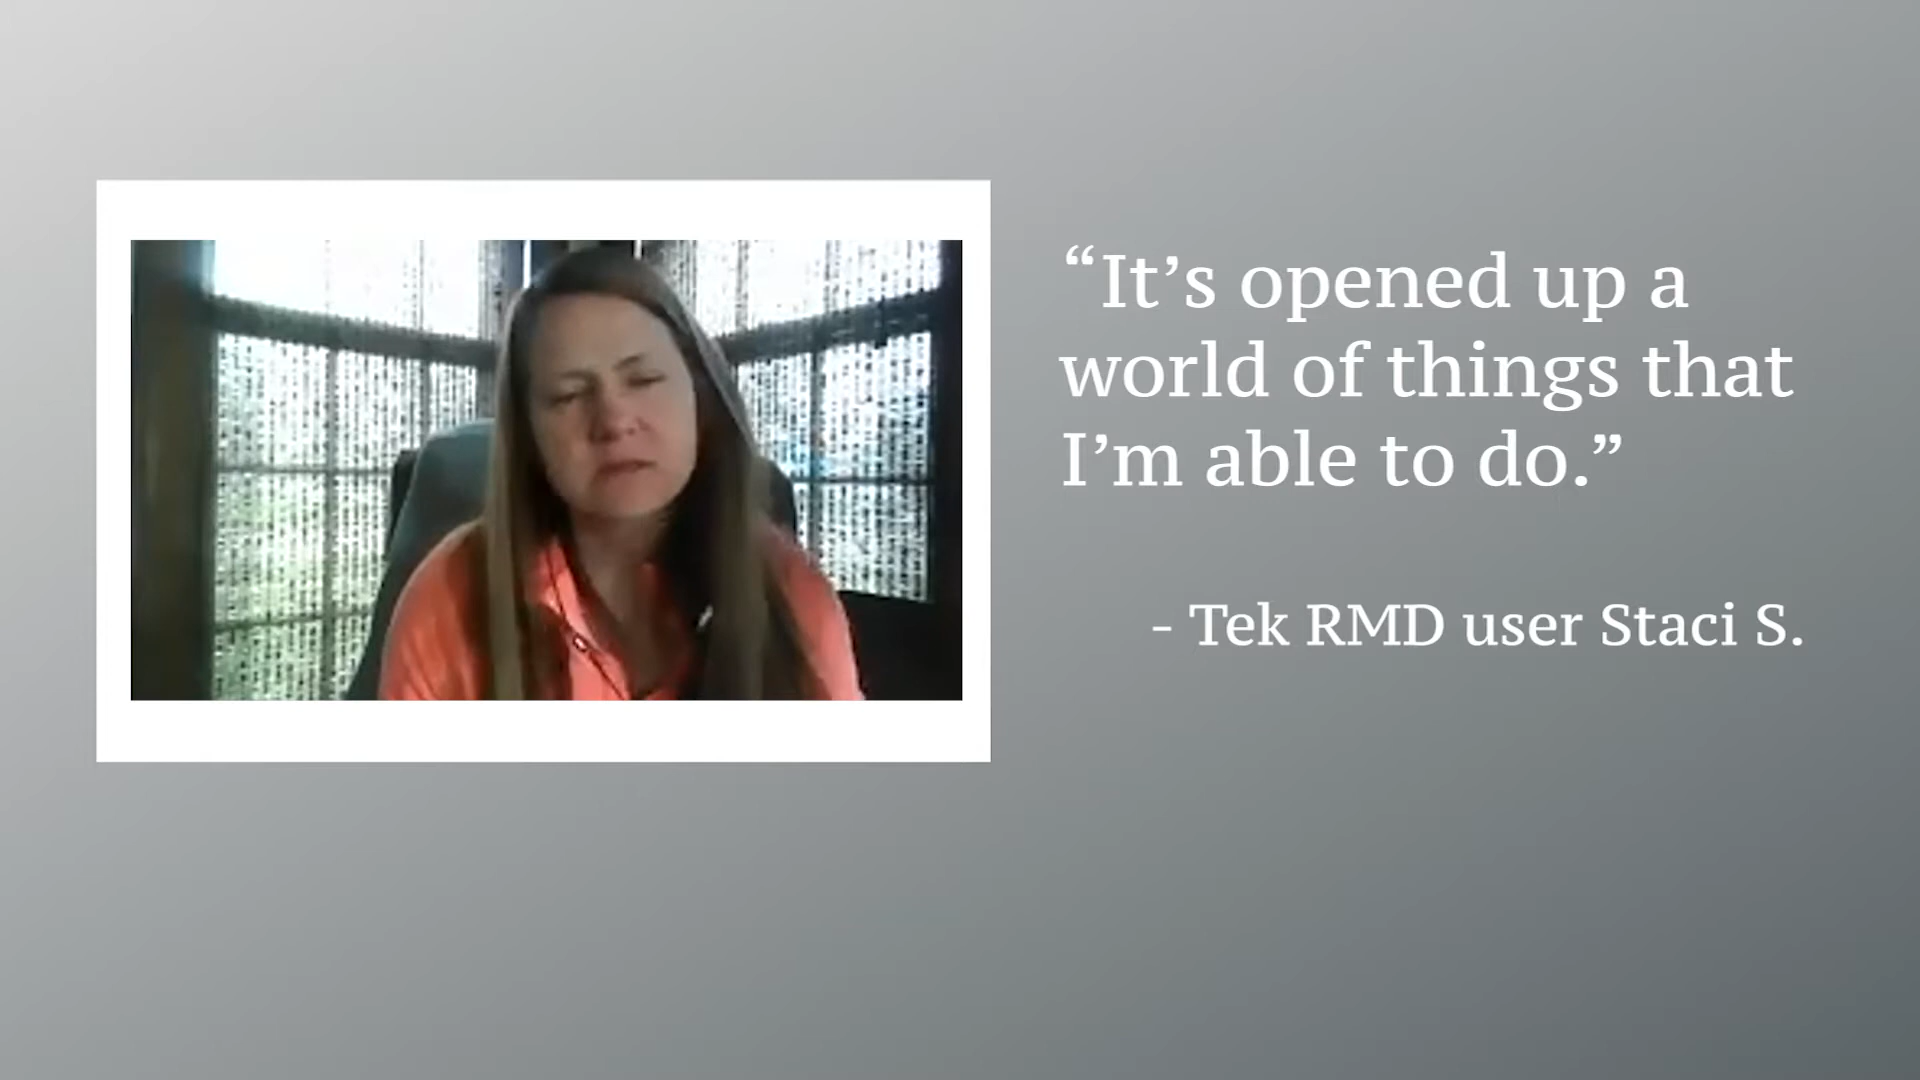 “It’s opened up a
world of things that
I’m able to do.”
- Tek RMD user Staci S.